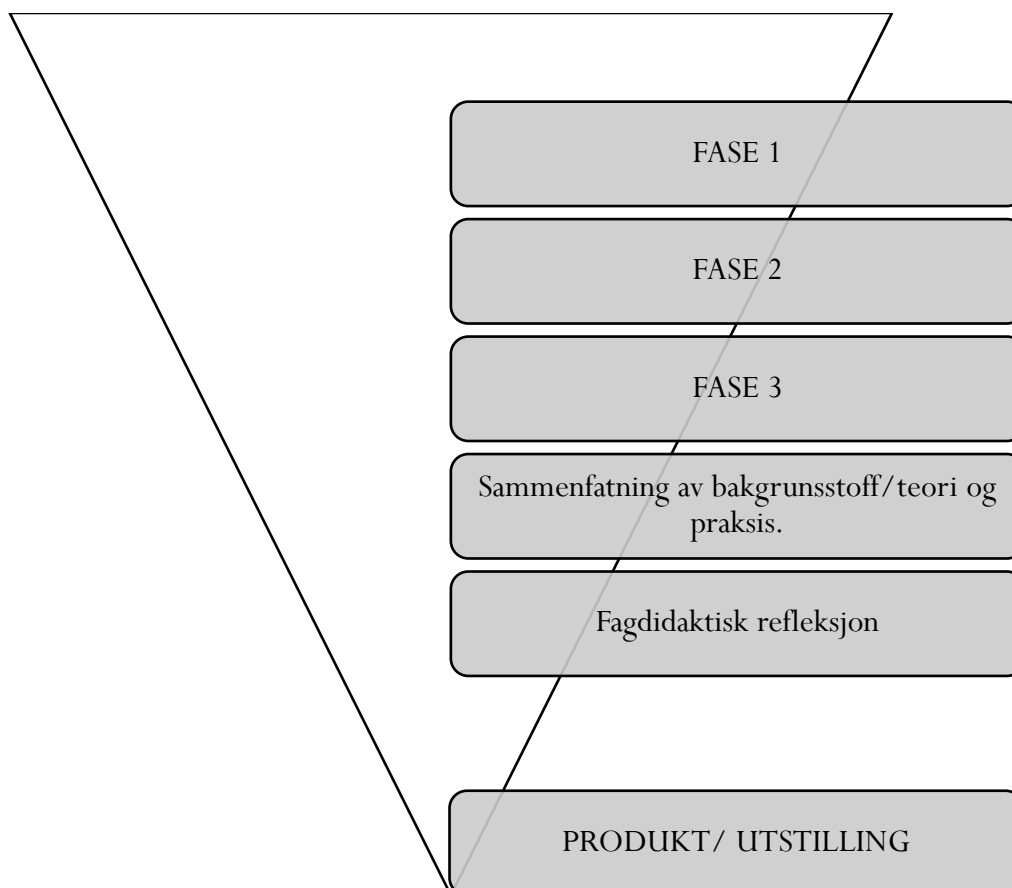 FASE 1
FASE 2
FASE 3
Sammenfatning av bakgrunsstoff/teori og
praksis.
Fagdidaktisk refleksjon
PRODUKT/ UTSTILLING